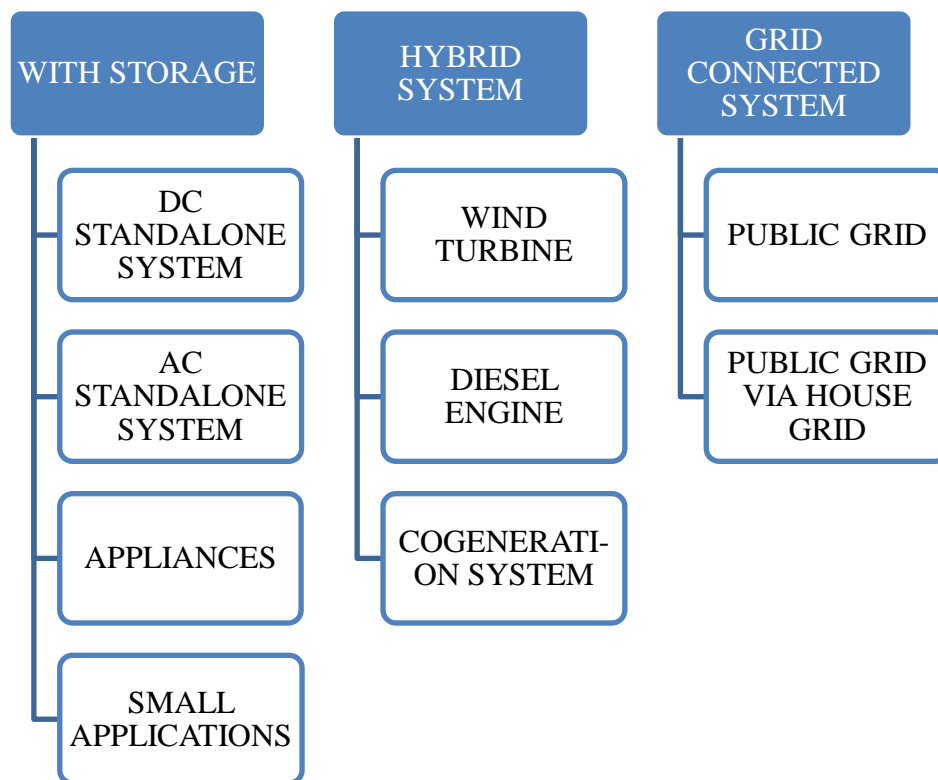 WITH STORAGE
DC
STANDALONE
SYSTEM
AC
STANDALONE
SYSTEM
APPLIANCES
SMALL
APPLICATIONS
HYBRID
SYSTEM
WIND
TURBINE
DIESEL
ENGINE
COGENERATI-
ON SYSTEM
GRID
CONNECTED
SYSTEM
PUBLIC GRID
PUBLIC GRID
VIA HOUSE
GRID